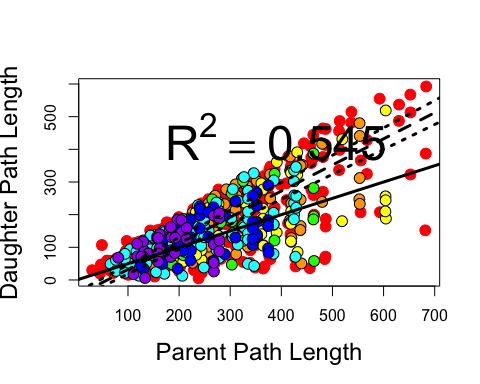 R² = 0.545
Daughter Path Length
500
300
100
0
100 200 300 400 500 600 700
Parent Path Length